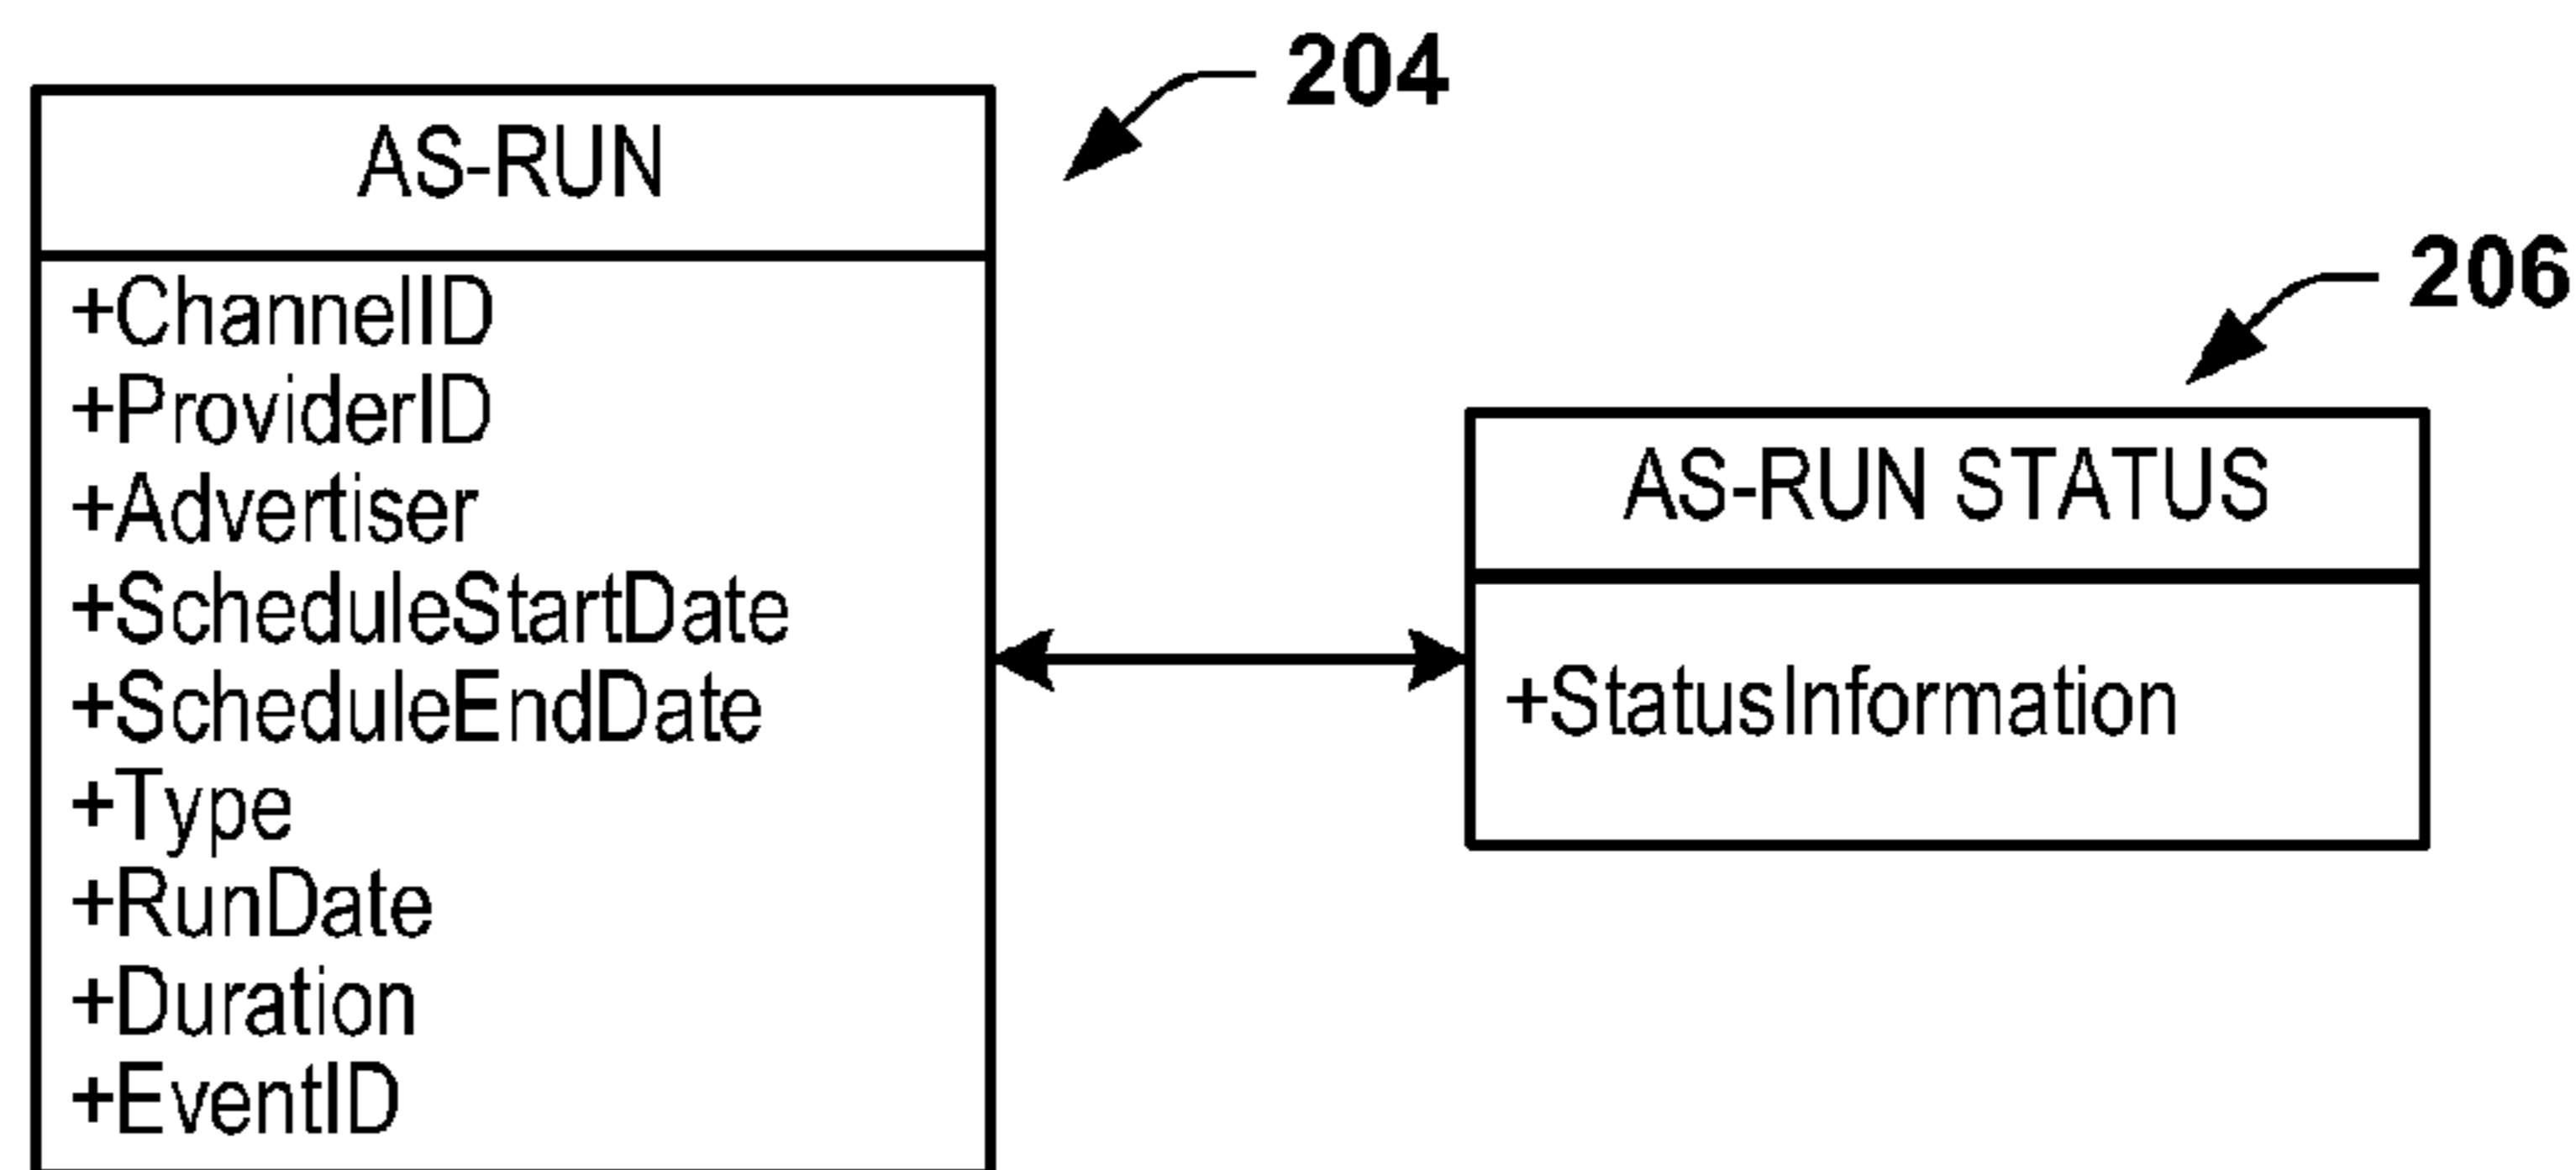 204
AS-RUN
+ChannelID
+ProviderID
+Advertiser
+ScheduleStartDate
+ScheduleEndDate
+Type
+RunDate
+Duration
+EventID
206
AS-RUN STATUS
+StatusInformation